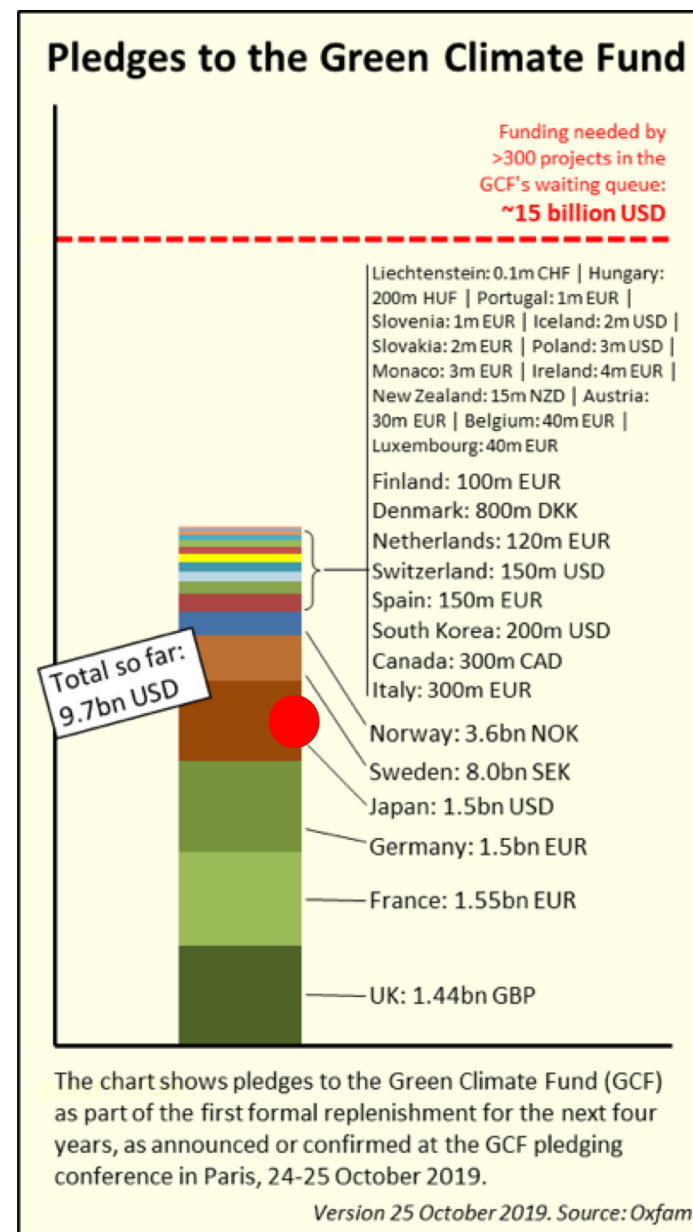 Pledges to the Green Climate Fund
Funding needed by
>300 projects in the
GCF's waiting queue:
~15 billion USD
Liechtenstein: 0.1m CHF | Hungary:
200m HUF | Portugal: 1m EUR |
Slovenia: 1m EUR | Iceland: 2m USD |
Slovakia: 2m EUR | Poland: 3m USD |
Monaco: 3m EUR | Ireland: 4m EUR |
New Zealand: 15m NZD | Austria:
30m EUR | Belgium: 40m EUR |
Luxembourg: 40m EUR
Finland: 100m EUR
Denmark: 800m DKK
Netherlands: 120m EUR
Switzerland: 150m USD
Spain: 150m EUR
South Korea: 200m USD
Canada: 300m CAD
Italy: 300m EUR
Total so far:
9.7bn USD
Norway: 3.6bn NOK
Sweden: 8.0bn SEK
Japan: 1.5bn USD
Germany: 1.5bn EUR
France: 1.55bn EUR
UK: 1.44bn GBP
The chart shows pledges to the Green Climate Fund (GCF)
as part of the first formal replenishment for the next four
years, as announced or confirmed at the GCF pledging
conference in Paris, 24-25 October 2019.
Version 25 October 2019. Source: Oxfam